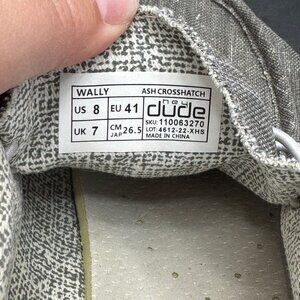 WALLY ASH CROSSHATCH
US 8 EU 41 hey dude
UK 7 CM JAP 26.5 SKU: 110063270
LOT: 4612-22-XHS
MADE IN CHINA